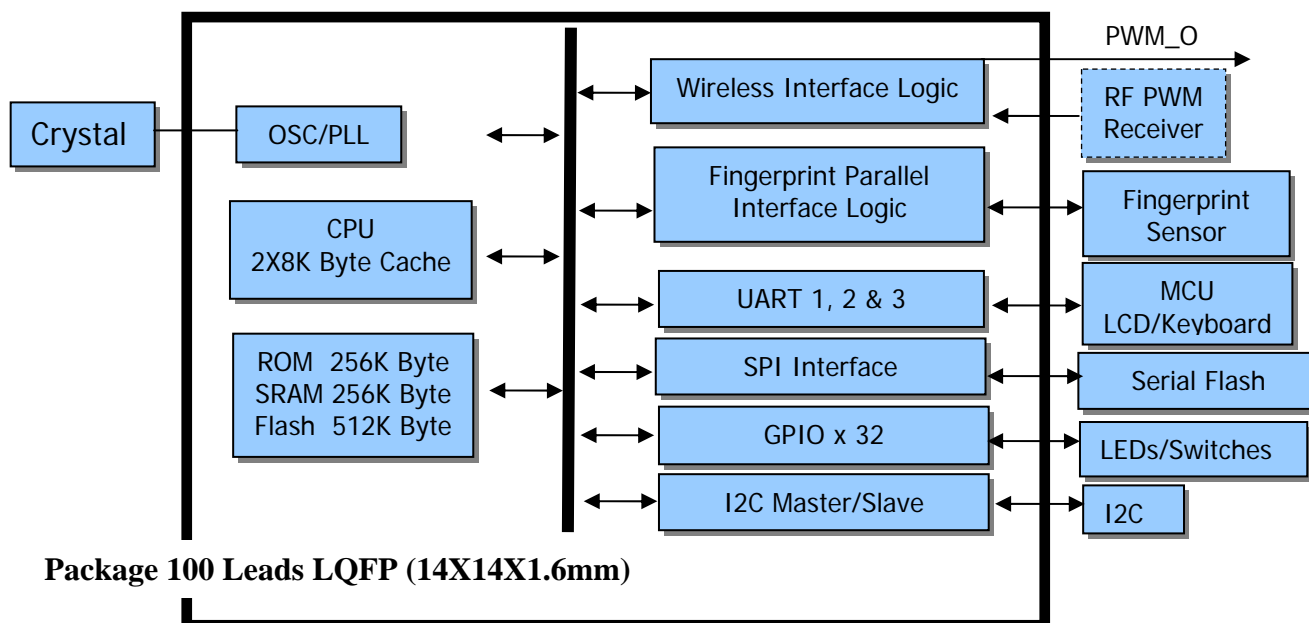 PWM_O
Wireless Interface Logic
RF PWM
Receiver
Crystal
OSC/PLL
Fingerprint Parallel
Interface Logic
Fingerprint
Sensor
CPU
2X8K Byte Cache
UART 1, 2 & 3
MCU
LCD/Keyboard
ROM 256K Byte
SRAM 256K Byte
Flash 512K Byte
SPI Interface
Serial Flash
GPIO x 32
LEDs/Switches
I2C Master/Slave
I2C
Package 100 Leads LQFP (14X14X1.6mm)